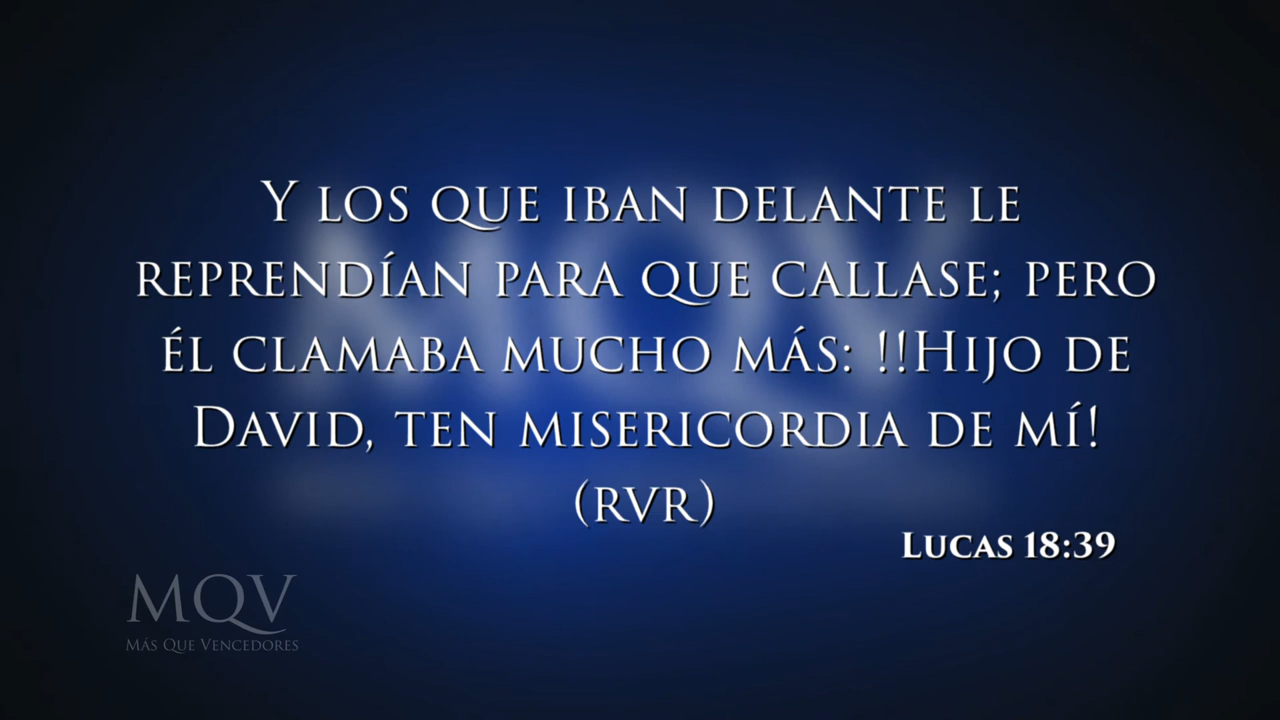 Y los que iban delante le
reprendían para que callase; pero
él clamaba mucho más: !!Hijo de
David, ten misericordia de mí!
(rvr)
Lucas 18:39
MQV
Más Que Vencedores